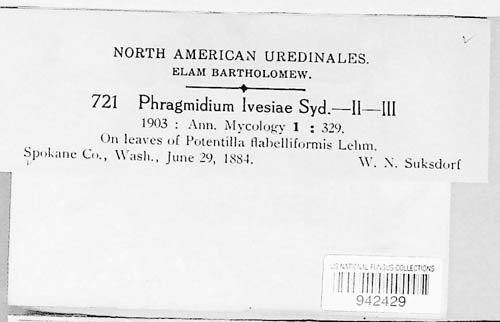 NORTH AMERICAN UREDINALES.
ELAM BARTHOLOMEW.
721 Phragmidium Ivesiae Syd.—II—III
1903 : Ann. Mycology 1 : 329.
On leaves of Potentilla flabelliformis Lehm.
Spokane Co., Wash., June 29, 1884. W. N. Suksdorf
US NATIONAL FUNGUS COLLECTIONS
942429